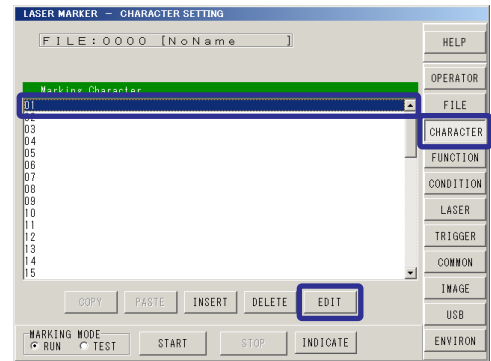 LASER MARKER - CHARACTER SETTING
FILE:0000 [NoName ]
HELP
OPERATOR
Marking Character
FILE
01
02
CHARACTER
03
04
05
FUNCTION
06
07
CONDITION
08
09
LASER
10
11
TRIGGER
12
13
COMMON
14
15
IMAGE
COPY PASTE INSERT DELETE EDIT
USB
MARKING MODE
RUN TEST START STOP INDICATE
ENVIRON